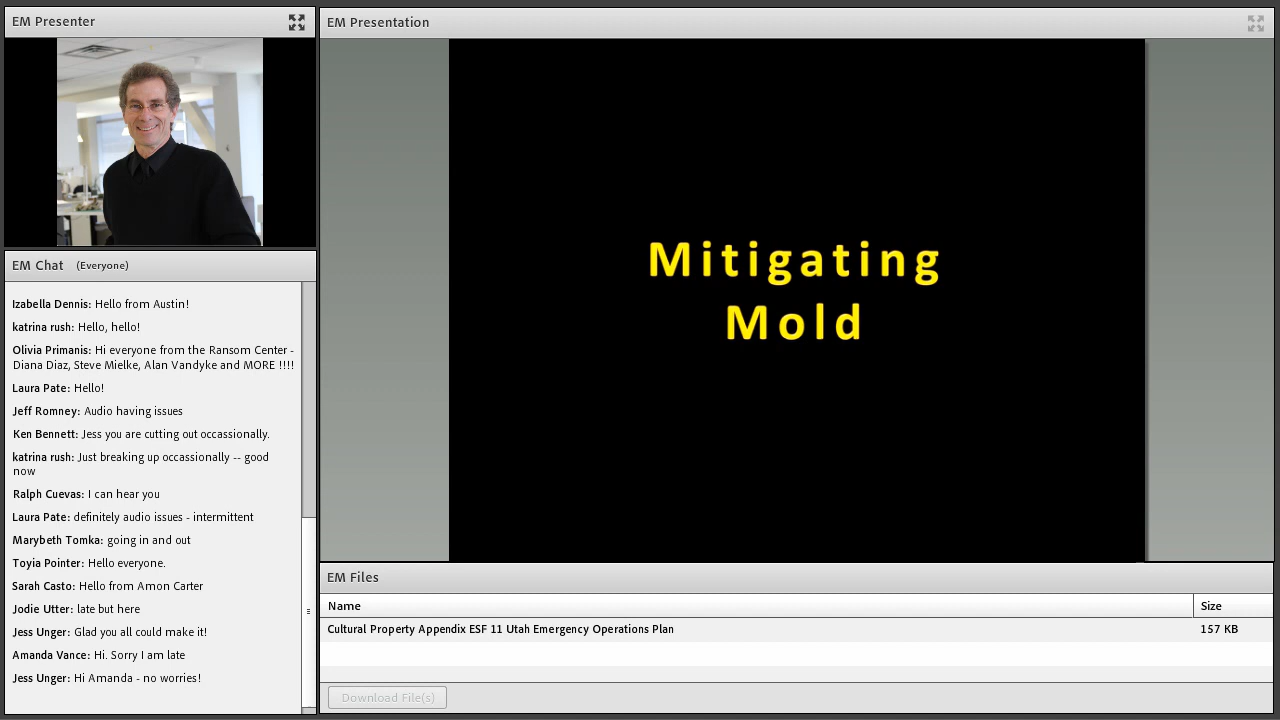 EM Presenter
EM Presentation
Mitigating
Mold
EM Chat (Everyone)
Izabella Dennis: Hello from Austin!
katrina rush: Hello, hello!
Olivia Primanis: Hi everyone from the Ransom Center -
Diana Diaz, Steve Mielke, Alan Vandyke and MORE !!!!
Laura Pate: Hello!
Jeff Romney: Audio having issues
Ken Bennett: Jess you are cutting out occassionally.
katrina rush: Just breaking up occassionally -- good
now
Ralph Cuevas: I can hear you
Laura Pate: definitely audio issues - intermittent
Marybeth Tomka: going in and out
Toyia Pointer: Hello everyone.
Sarah Casto: Hello from Amon Carter
Jodie Utter: late but here
Jess Unger: Glad you all could make it!
Amanda Vance: Hi. Sorry I am late
Jess Unger: Hi Amanda - no worries!
EM Files
Name Size
Cultural Property Appendix ESF 11 Utah Emergency Operations Plan 157 KB
Download File(s)